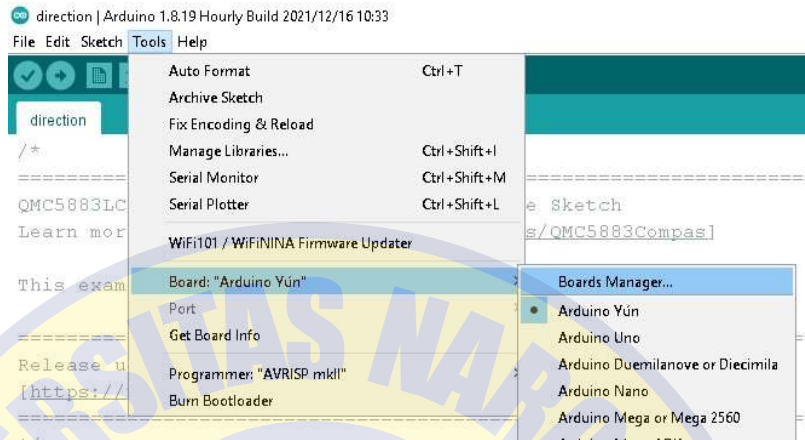 direction | Arduino 1.8.19 Hourly Build 2021/12/16 10:33
File Edit Sketch Tools Help
direction
Auto Format Ctrl+T
Archive Sketch
Fix Encoding & Reload
Manage Libraries... Ctrl+Shift+I
Serial Monitor Ctrl+Shift+M
Serial Plotter Ctrl+Shift+L
WiFi101 / WiFiNINA Firmware Updater
Board: "Arduino Yún"
Port
Get Board Info
Programmer: "AVRISP mkII"
Burn Bootloader
Boards Manager...
Arduino Yún
Arduino Uno
Arduino Duemilanove or Diecimila
Arduino Nano
Arduino Mega or Mega 2560
/*
QMC5883LC e Sketch
Learn mor s/QMC5883Compas]
This exam
Release u
[https://
ERSITAS NAR